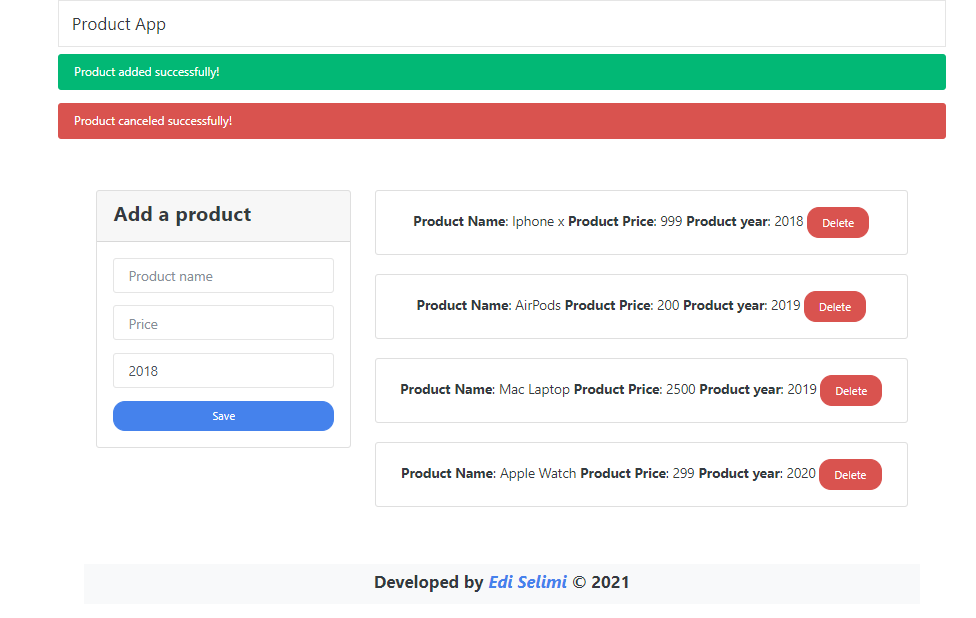 Product App
Product added successfully!
Product canceled successfully!
Add a product
Product name
Price
2018
Save
Product Name: Iphone x Product Price: 999 Product year: 2018 Delete
Product Name: AirPods Product Price: 200 Product year: 2019 Delete
Product Name: Mac Laptop Product Price: 2500 Product year: 2019 Delete
Product Name: Apple Watch Product Price: 299 Product year: 2020 Delete
Developed by Edi Selimi © 2021